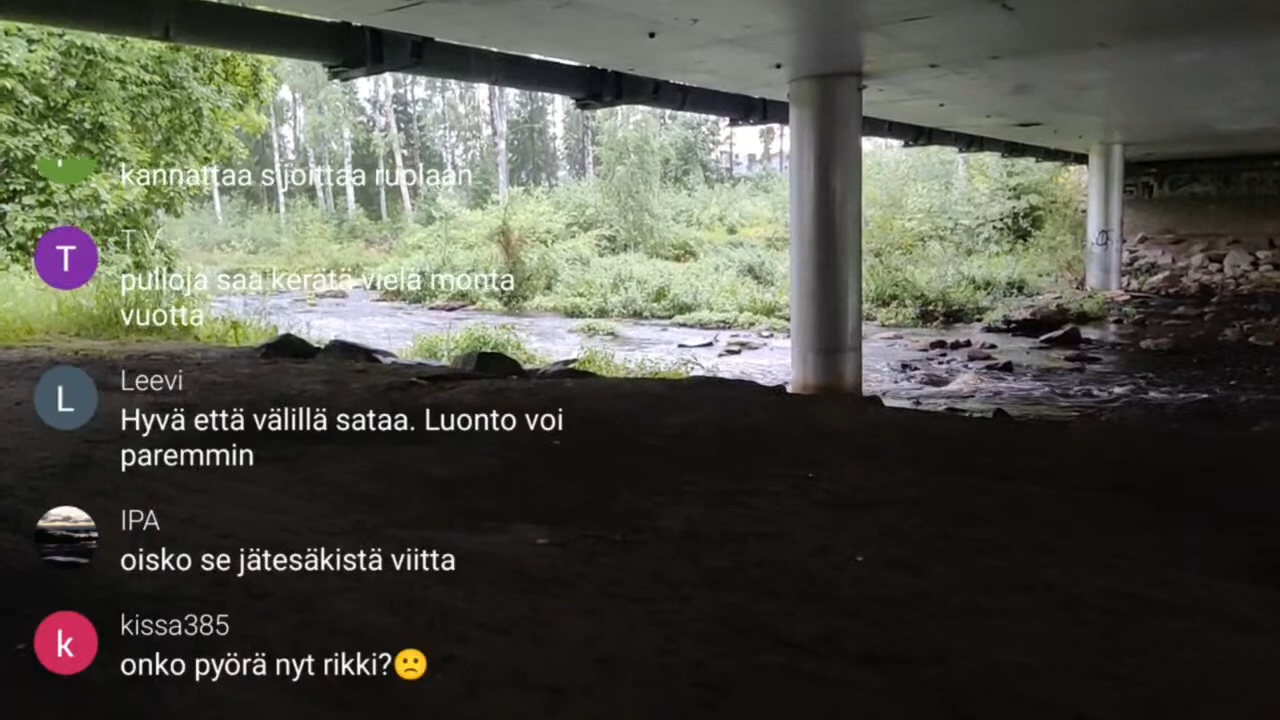 kannattaa sijoittaa ruplaan
T
T.V
pulloja saa kerätä vielä monta
vuotta
L
Leevi
Hyvä että välillä sataa. Luonto voi
paremmin
IPA
oisko se jätesäkistä viitta
k
kissa385
onko pyörä nyt rikki?🙁